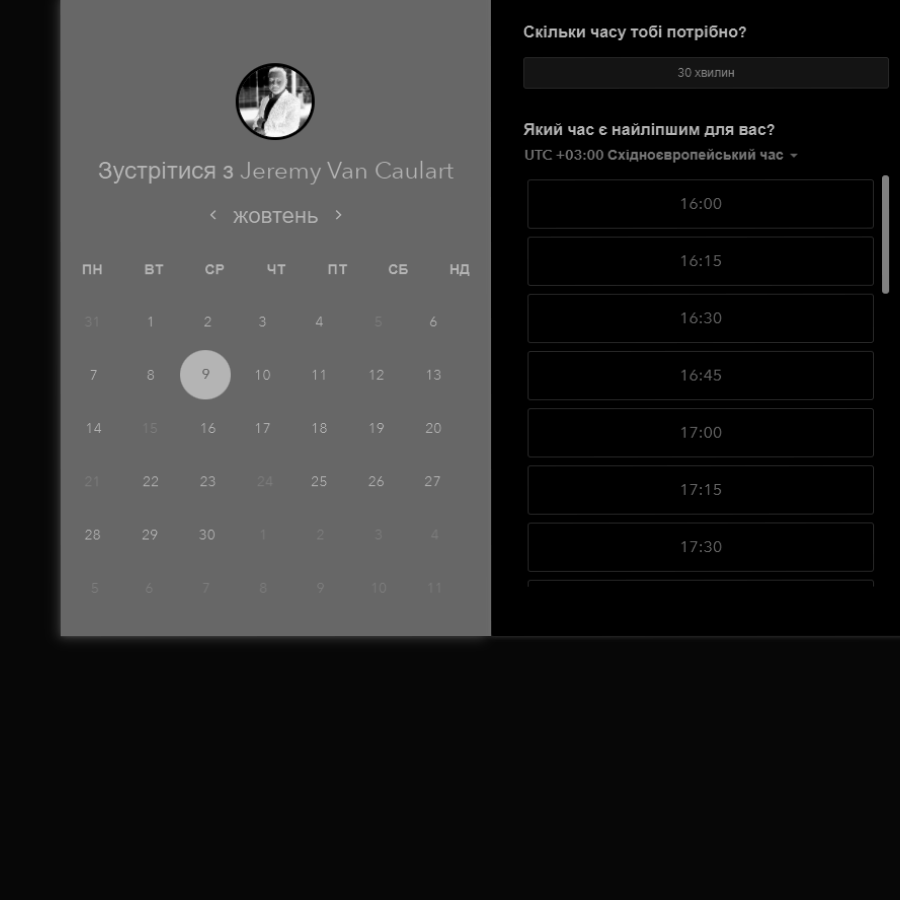 Зустрітися з Jeremy Van Caulart
жовтень
ПН ВТ СР ЧТ ПТ СБ НД
31 1 2 3 4 5 6
7 8 9 10 11 12 13
14 15 16 17 18 19 20
21 22 23 24 25 26 27
28 29 30 1 2 3 4
5 6 7 8 9 10 11
Скільки часу тобі потрібно?
30 хвилин
Який час є найліпшим для вас?
UTC +03:00 Східноєвропейський час
16:00
16:15
16:30
16:45
17:00
17:15
17:30